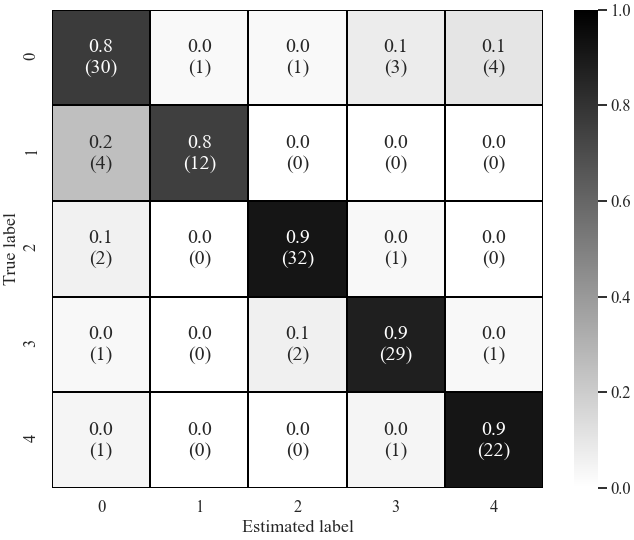 0.8 0.0 0.0 0.1 0.1
(30) (1) (1) (3) (4)
0.2 0.8 0.0 0.0 0.0
(4) (12) (0) (0) (0)
0.1 0.0 0.9 0.0 0.0
(2) (0) (32) (1) (0)
0.0 0.0 0.1 0.9 0.0
(1) (0) (2) (29) (1)
0.0 0.0 0.0 0.0 0.9
(1) (0) (0) (1) (22)
0
1
2
3
4
True label
0 1 2 3 4
Estimated label
1.0
0.8
0.6
0.4
0.2
0.0